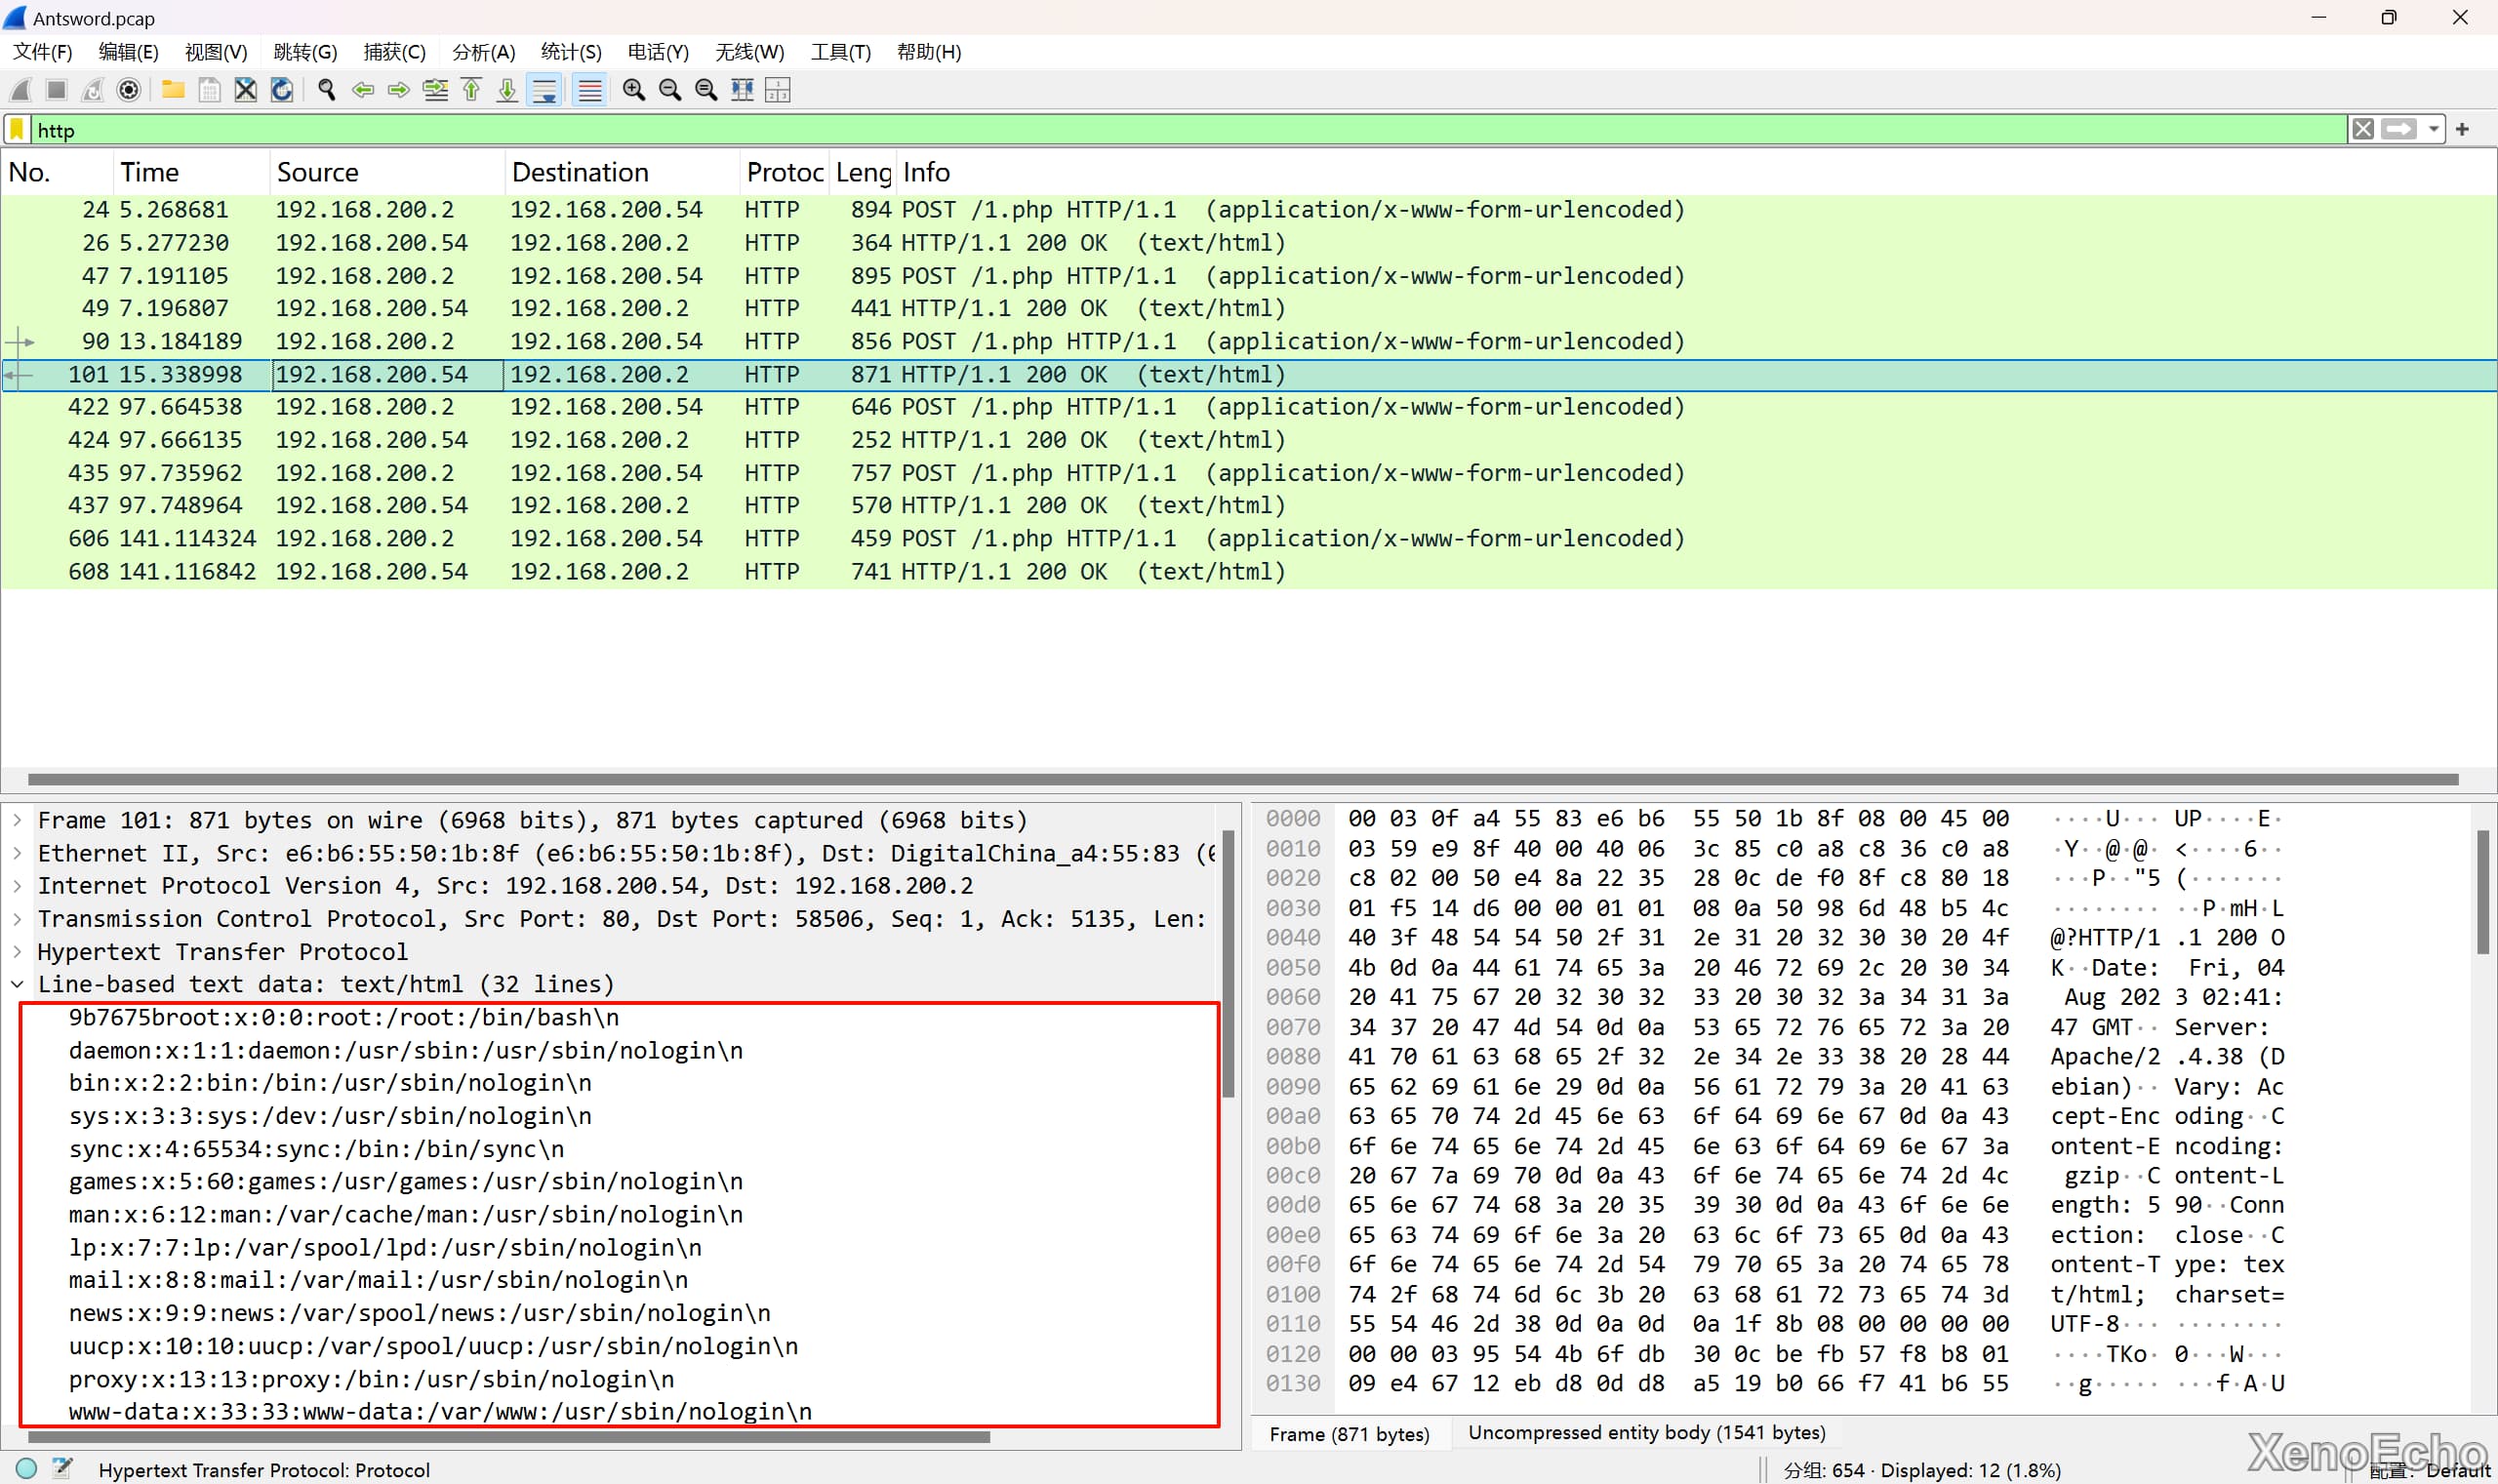 Antsword.pcap
文件(F) 编辑(E) 视图(V) 跳转(G) 捕获(C) 分析(A) 统计(S) 电话(Y) 无线(W) 工具(T) 帮助(H)
http
No. Time Source Destination Protoc Leng Info
24 5.268681 192.168.200.2 192.168.200.54 HTTP 894 POST /1.php HTTP/1.1 (application/x-www-form-urlencoded)
26 5.277230 192.168.200.54 192.168.200.2 HTTP 364 HTTP/1.1 200 OK (text/html)
47 7.191105 192.168.200.2 192.168.200.54 HTTP 895 POST /1.php HTTP/1.1 (application/x-www-form-urlencoded)
49 7.196807 192.168.200.54 192.168.200.2 HTTP 441 HTTP/1.1 200 OK (text/html)
90 13.184189 192.168.200.2 192.168.200.54 HTTP 856 POST /1.php HTTP/1.1 (application/x-www-form-urlencoded)
101 15.338998 192.168.200.54 192.168.200.2 HTTP 871 HTTP/1.1 200 OK (text/html)
422 97.664538 192.168.200.2 192.168.200.54 HTTP 646 POST /1.php HTTP/1.1 (application/x-www-form-urlencoded)
424 97.666135 192.168.200.54 192.168.200.2 HTTP 252 HTTP/1.1 200 OK (text/html)
435 97.735962 192.168.200.2 192.168.200.54 HTTP 757 POST /1.php HTTP/1.1 (application/x-www-form-urlencoded)
437 97.748964 192.168.200.54 192.168.200.2 HTTP 570 HTTP/1.1 200 OK (text/html)
606 141.114324 192.168.200.2 192.168.200.54 HTTP 459 POST /1.php HTTP/1.1 (application/x-www-form-urlencoded)
608 141.116842 192.168.200.54 192.168.200.2 HTTP 741 HTTP/1.1 200 OK (text/html)
Frame 101: 871 bytes on wire (6968 bits), 871 bytes captured (6968 bits)
Ethernet II, Src: e6:b6:55:50:1b:8f (e6:b6:55:50:1b:8f), Dst: DigitalChina_a4:55:83 (
Internet Protocol Version 4, Src: 192.168.200.54, Dst: 192.168.200.2
Transmission Control Protocol, Src Port: 80, Dst Port: 58506, Seq: 1, Ack: 5135, Len:
Hypertext Transfer Protocol
Line-based text data: text/html (32 lines)
9b7675broot:x:0:0:root:/root:/bin/bash\n
daemon:x:1:1:daemon:/usr/sbin:/usr/sbin/nologin\n
bin:x:2:2:bin:/bin:/usr/sbin/nologin\n
sys:x:3:3:sys:/dev:/usr/sbin/nologin\n
sync:x:4:65534:sync:/bin:/bin/sync\n
games:x:5:60:games:/usr/games:/usr/sbin/nologin\n
man:x:6:12:man:/var/cache/man:/usr/sbin/nologin\n
lp:x:7:7:lp:/var/spool/lpd:/usr/sbin/nologin\n
mail:x:8:8:mail:/var/mail:/usr/sbin/nologin\n
news:x:9:9:news:/var/spool/news:/usr/sbin/nologin\n
uucp:x:10:10:uucp:/var/spool/uucp:/usr/sbin/nologin\n
proxy:x:13:13:proxy:/bin:/usr/sbin/nologin\n
www-data:x:33:33:www-data:/var/www:/usr/sbin/nologin\n
0000 00 03 0f a4 55 83 e6 b6 55 50 1b 8f 08 00 45 00 ····U··· UP····E·
0010 03 59 e9 8f 40 00 40 06 3c 85 c0 a8 c8 36 c0 a8 ·Y··@·@· <····6··
0020 c8 02 00 50 e4 8a 22 35 28 0c de f0 8f c8 80 18 ···P··"5 (·······
0030 01 f5 14 d6 00 00 01 01 08 0a 50 98 6d 48 b5 4c ········ ··P·mH·L
0040 40 3f 48 54 54 50 2f 31 2e 31 20 32 30 30 20 4f @?HTTP/1 .1 200 O
0050 4b 0d 0a 44 61 74 65 3a 20 46 72 69 2c 20 30 34 K··Date: Fri, 04
0060 20 41 75 67 20 32 30 32 33 20 30 32 3a 34 31 3a Aug 202 3 02:41:
0070 34 37 20 47 4d 54 0d 0a 53 65 72 76 65 72 3a 20 47 GMT·· Server:
0080 41 70 61 63 68 65 2f 32 2e 34 2e 33 38 20 28 44 Apache/2 .4.38 (D
0090 65 62 69 61 6e 29 0d 0a 56 61 72 79 3a 20 41 63 ebian)·· Vary: Ac
00a0 63 65 70 74 2d 45 6e 63 6f 64 69 6e 67 0d 0a 43 cept-Enc oding··C
00b0 6f 6e 74 65 6e 74 2d 45 6e 63 6f 64 69 6e 67 3a ontent-E ncoding:
00c0 20 67 7a 69 70 0d 0a 43 6f 6e 74 65 6e 74 2d 4c gzip··C ontent-L
00d0 65 6e 67 74 68 3a 20 35 39 30 0d 0a 43 6f 6e 6e ength: 5 90··Conn
00e0 65 63 74 69 6f 6e 3a 20 63 6c 6f 73 65 0d 0a 43 ection: close··C
00f0 6f 6e 74 65 6e 74 2d 54 79 70 65 3a 20 74 65 78 ontent-T ype: tex
0100 74 2f 68 74 6d 6c 3b 20 63 68 61 72 73 65 74 3d t/html; charset=
0110 55 54 46 2d 38 0d 0a 0d 0a 1f 8b 08 00 00 00 00 UTF-8··· ········
0120 00 00 03 95 54 4b 6f db 30 0c be fb 57 f8 b8 01 ····TKo· 0···W···
0130 09 e4 67 12 eb d8 0d d8 a5 19 b0 66 f7 41 b6 55 ··g····· ···f·A·U
Frame (871 bytes) Uncompressed entity body (1541 bytes)
Hypertext Transfer Protocol: Protocol 分组: 654 · Displayed: 12 (1.8%) 配置: Default
XenoEcho